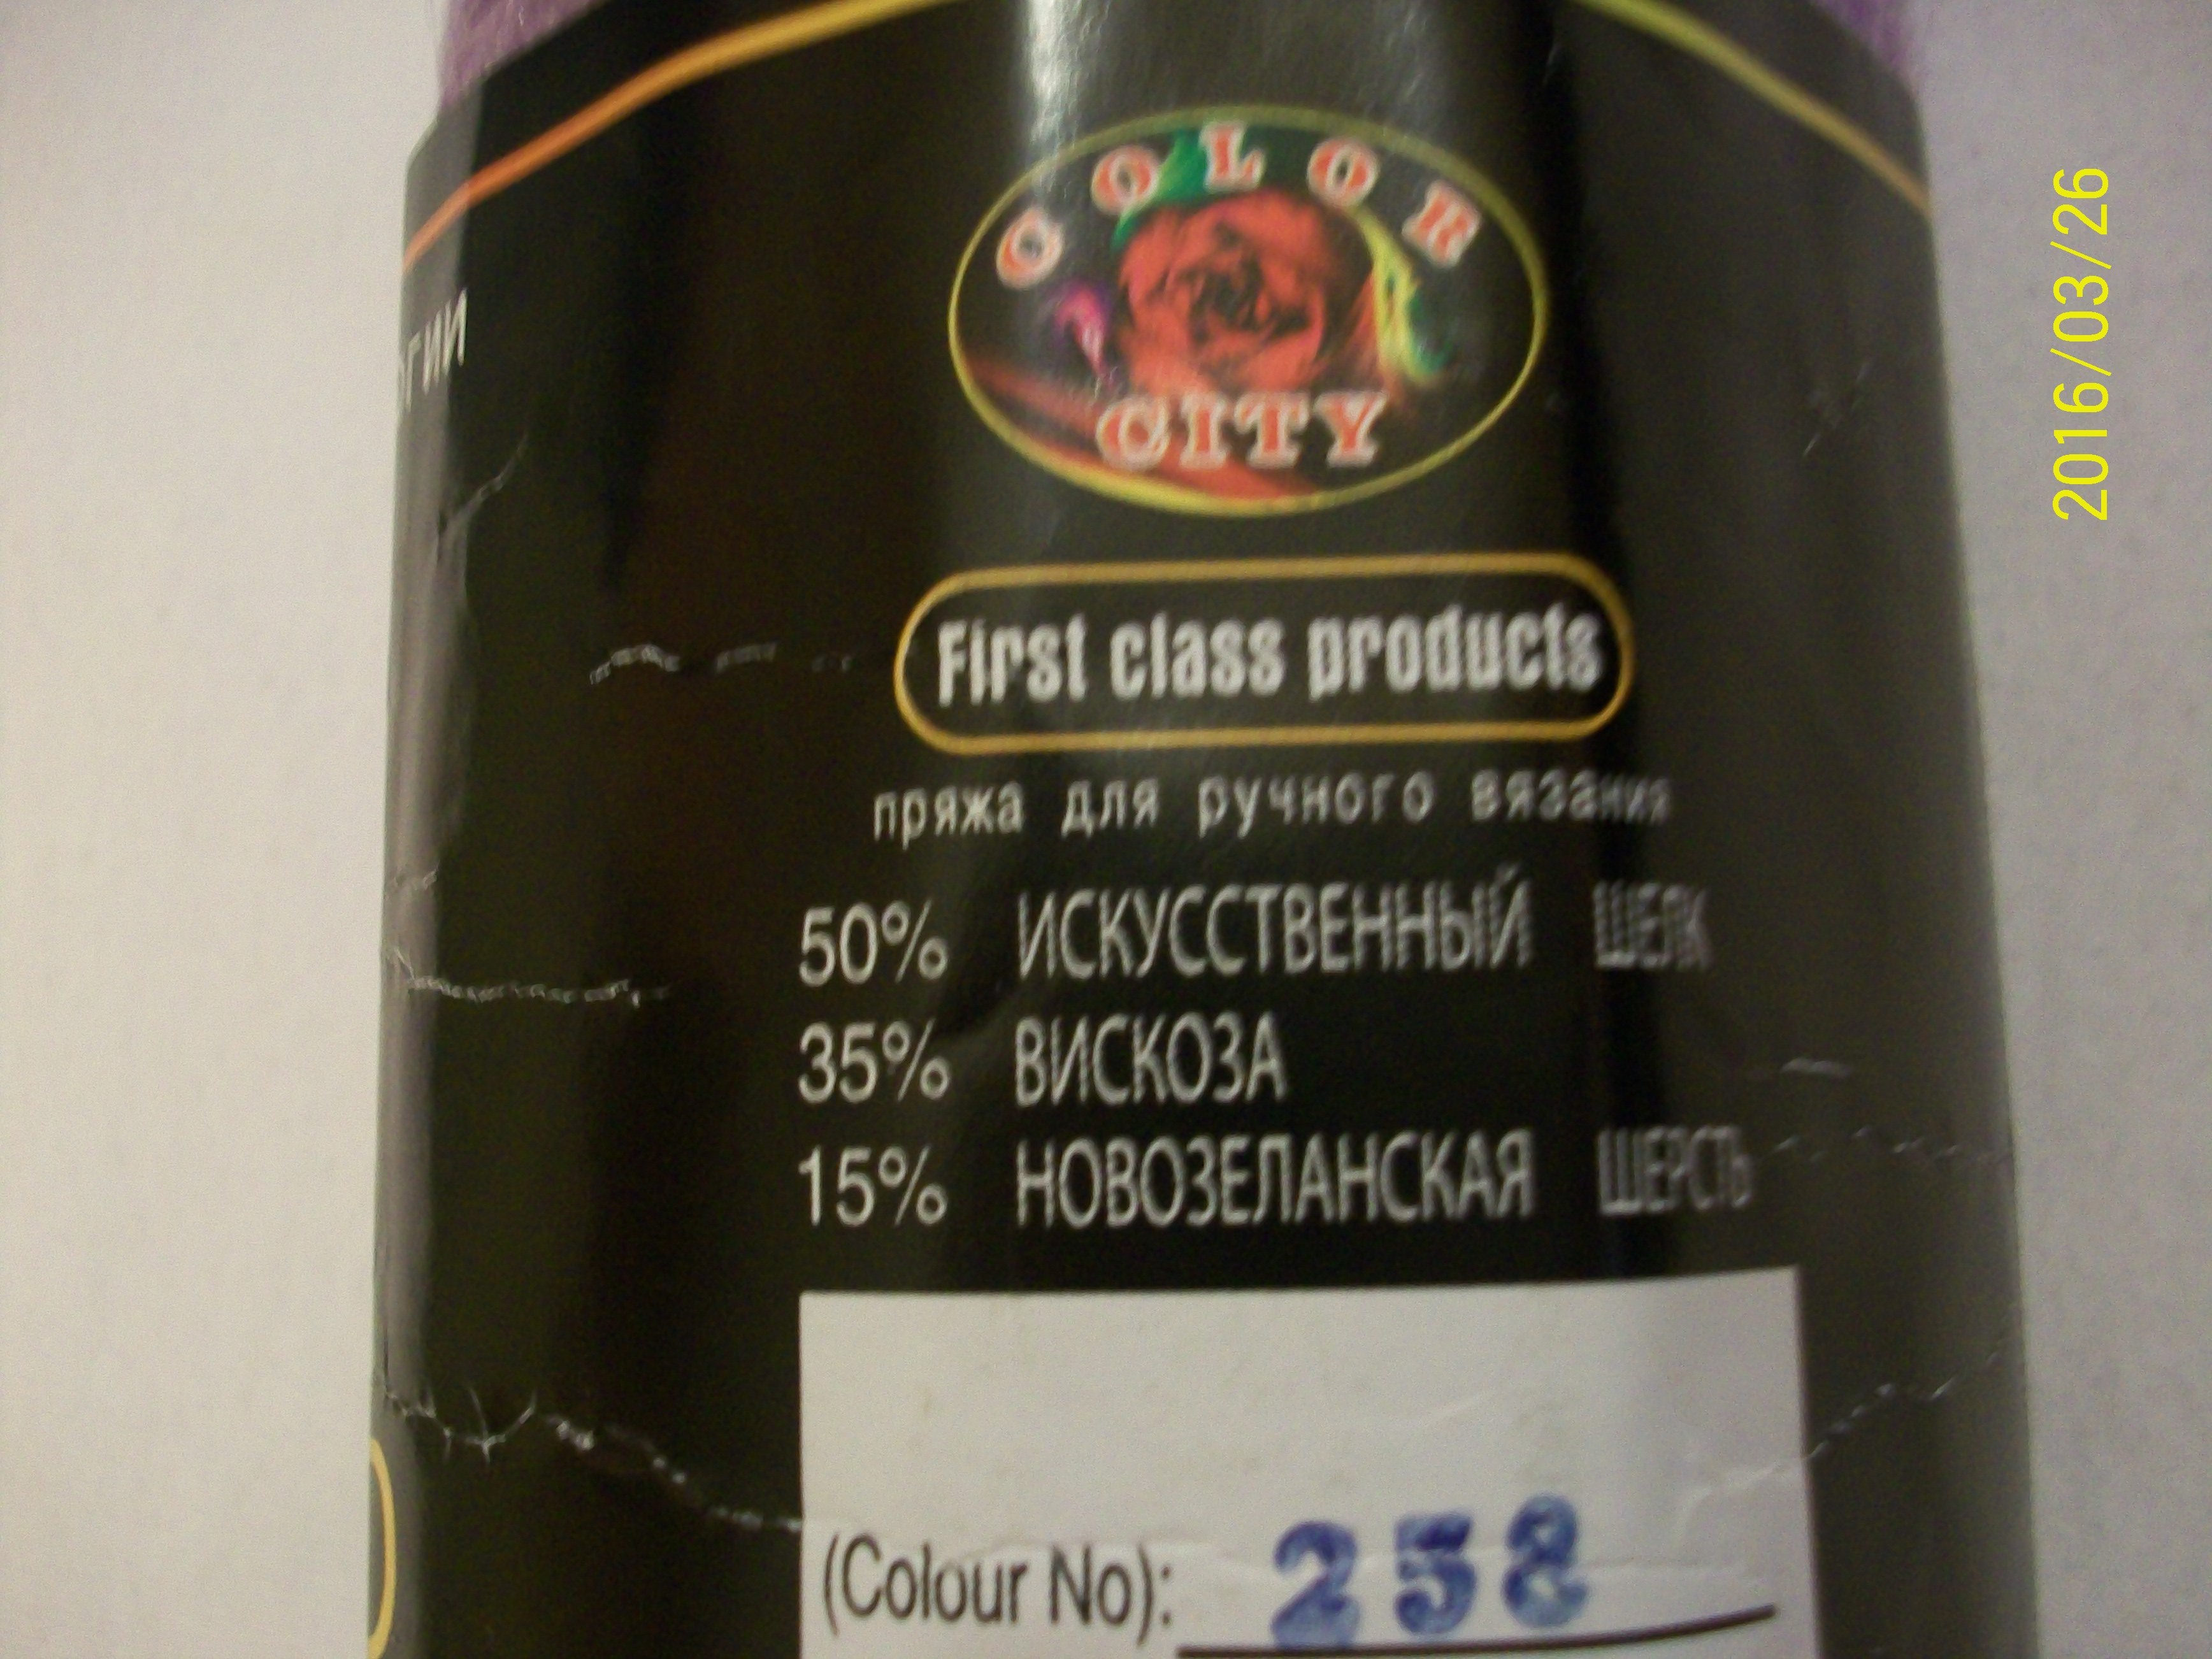 COLOR
CITY
First class products
пряжа для ручного вязания
50% ИСКУССТВЕННЫЙ ШЕЛК
35% ВИСКОЗА
15% НОВОЗЕЛАНСКАЯ ШЕРСТЬ
(Colour No): 258
2016/03/26